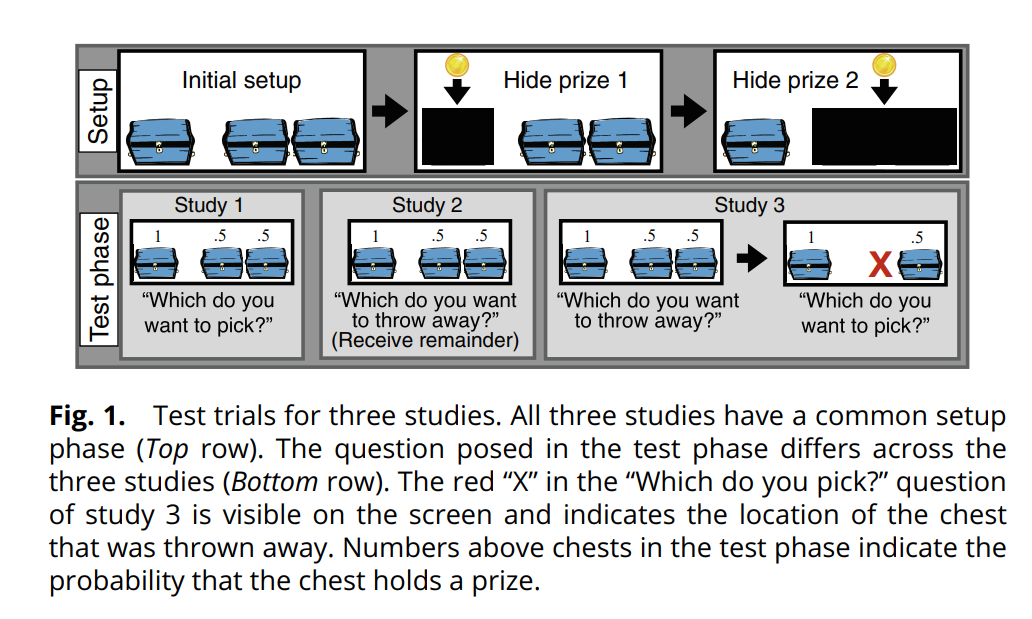 Setup
Initial setup
Hide prize 1
Hide prize 2
Test phase
Study 1
1 .5 .5
“Which do you
want to pick?”
Study 2
1 .5 .5
“Which do you want
to throw away?”
(Receive remainder)
Study 3
1 .5 .5
“Which do you want
to throw away?”
1 X .5
“Which do you
want to pick?”
Fig. 1. Test trials for three studies. All three studies have a common setup
phase (Top row). The question posed in the test phase differs across the
three studies (Bottom row). The red “X” in the “Which do you pick?” question
of study 3 is visible on the screen and indicates the location of the chest
that was thrown away. Numbers above chests in the test phase indicate the
probability that the chest holds a prize.